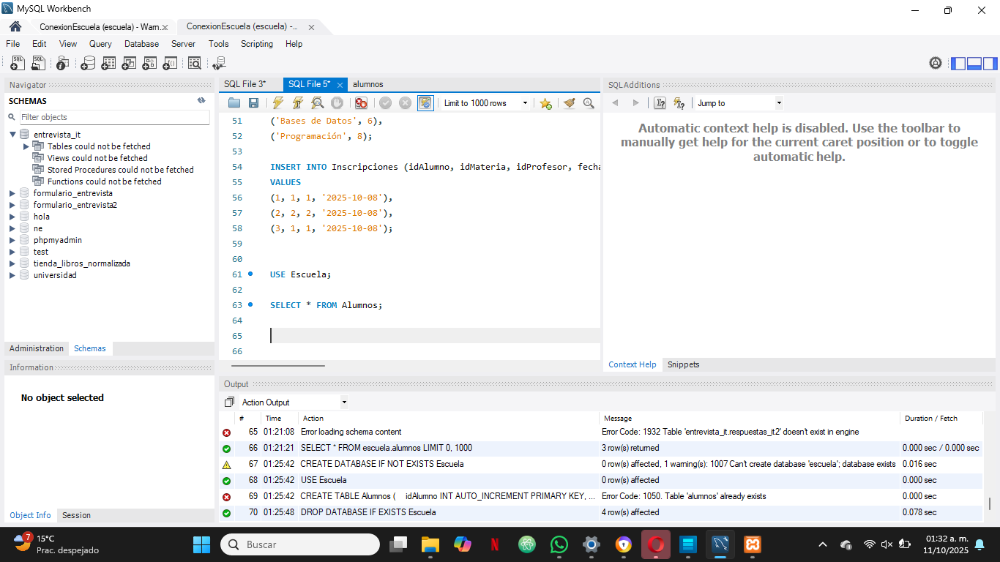 MySQL Workbench
ConexionEscuela (escuela) - Warn... ConexionEscuela (escuela) -...
File Edit View Query Database Server Tools Scripting Help
Navigator
SCHEMAS
Filter objects
entrevista_it
Tables could not be fetched
Views could not be fetched
Stored Procedures could not be fetched
Functions could not be fetched
formulario_entrevista
formulario_entrevista2
hola
ne
phpmyadmin
test
tienda_libros_normalizada
universidad
Administration Schemas
Information
No object selected
Object Info Session
SQL File 3* SQL File 5* alumnos
Limit to 1000 rows
51 ('Bases de Datos', 6),
52 ('Programación', 8);
53
54 INSERT INTO Inscripciones (idAlumno, idMateria, idProfesor, fecha
55 VALUES
56 (1, 1, 1, '2025-10-08'),
57 (2, 2, 2, '2025-10-08'),
58 (3, 1, 1, '2025-10-08');
59
60
61 USE Escuela;
62
63 SELECT * FROM Alumnos;
64
65
66
SQLAdditions
Jump to
Automatic context help is disabled. Use the toolbar to
manually get help for the current caret position or to toggle
automatic help.
Context Help Snippets
Output
Action Output
# Time Action Message Duration / Fetch
65 01:21:08 Error loading schema content Error Code: 1932 Table 'entrevista_it.respuestas_it2' doesn't exist in engine
66 01:21:21 SELECT * FROM escuela.alumnos LIMIT 0, 1000 3 row(s) returned 0.000 sec / 0.000 sec
67 01:25:42 CREATE DATABASE IF NOT EXISTS Escuela 0 row(s) affected, 1 warning(s): 1007 Can't create database 'escuela'; database exists 0.016 sec
68 01:25:42 USE Escuela 0 row(s) affected 0.000 sec
69 01:25:42 CREATE TABLE Alumnos ( idAlumno INT AUTO_INCREMENT PRIMARY KEY, ... Error Code: 1050. Table 'alumnos' already exists 0.000 sec
70 01:25:48 DROP DATABASE IF EXISTS Escuela 4 row(s) affected 0.078 sec
7
15°C
Prac. despejado
Buscar
01:32 a. m.
11/10/2025